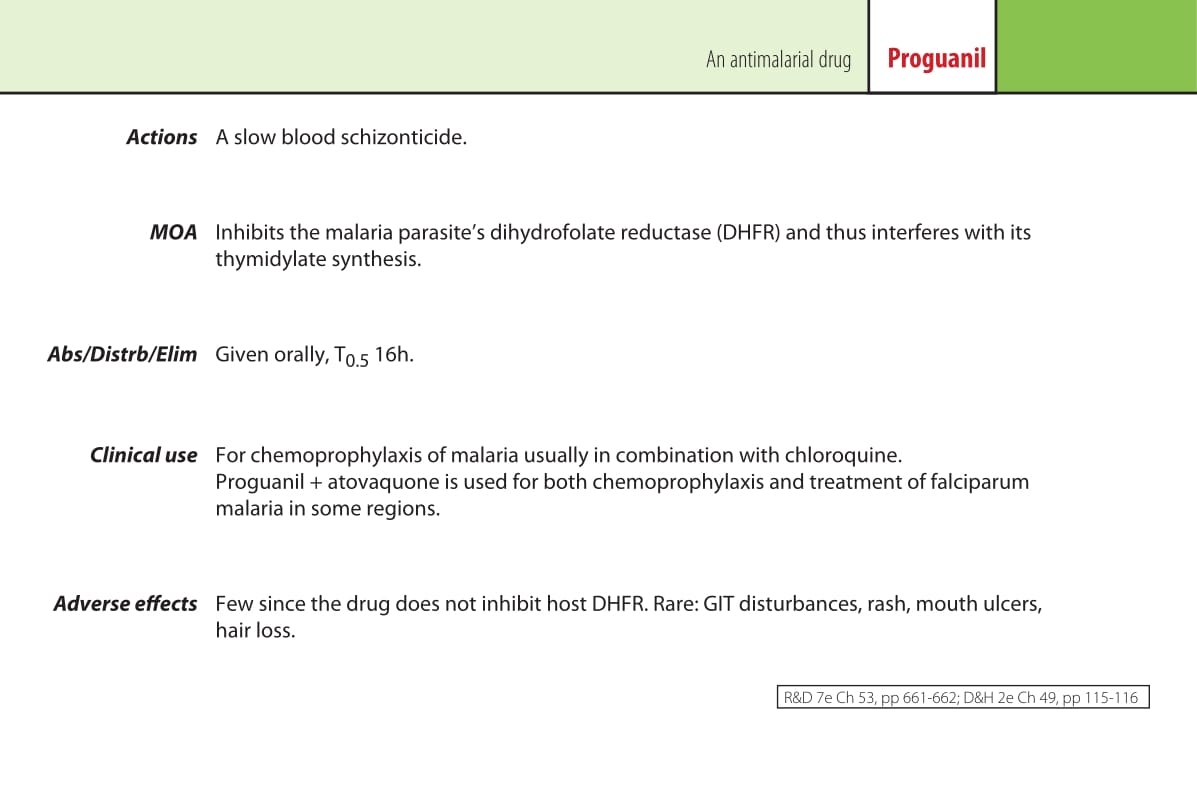 An antimalarial drug Proguanil
Actions A slow blood schizonticide.
MOA Inhibits the malaria parasite’s dihydrofolate reductase (DHFR) and thus interferes with its
thymidylate synthesis.
Abs/Distrb/Elim Given orally, T0.5 16h.
Clinical use For chemoprophylaxis of malaria usually in combination with chloroquine.
Proguanil + atovaquone is used for both chemoprophylaxis and treatment of falciparum
malaria in some regions.
Adverse effects Few since the drug does not inhibit host DHFR. Rare: GIT disturbances, rash, mouth ulcers,
hair loss.
R&D 7e Ch 53, pp 661-662; D&H 2e Ch 49, pp 115-116